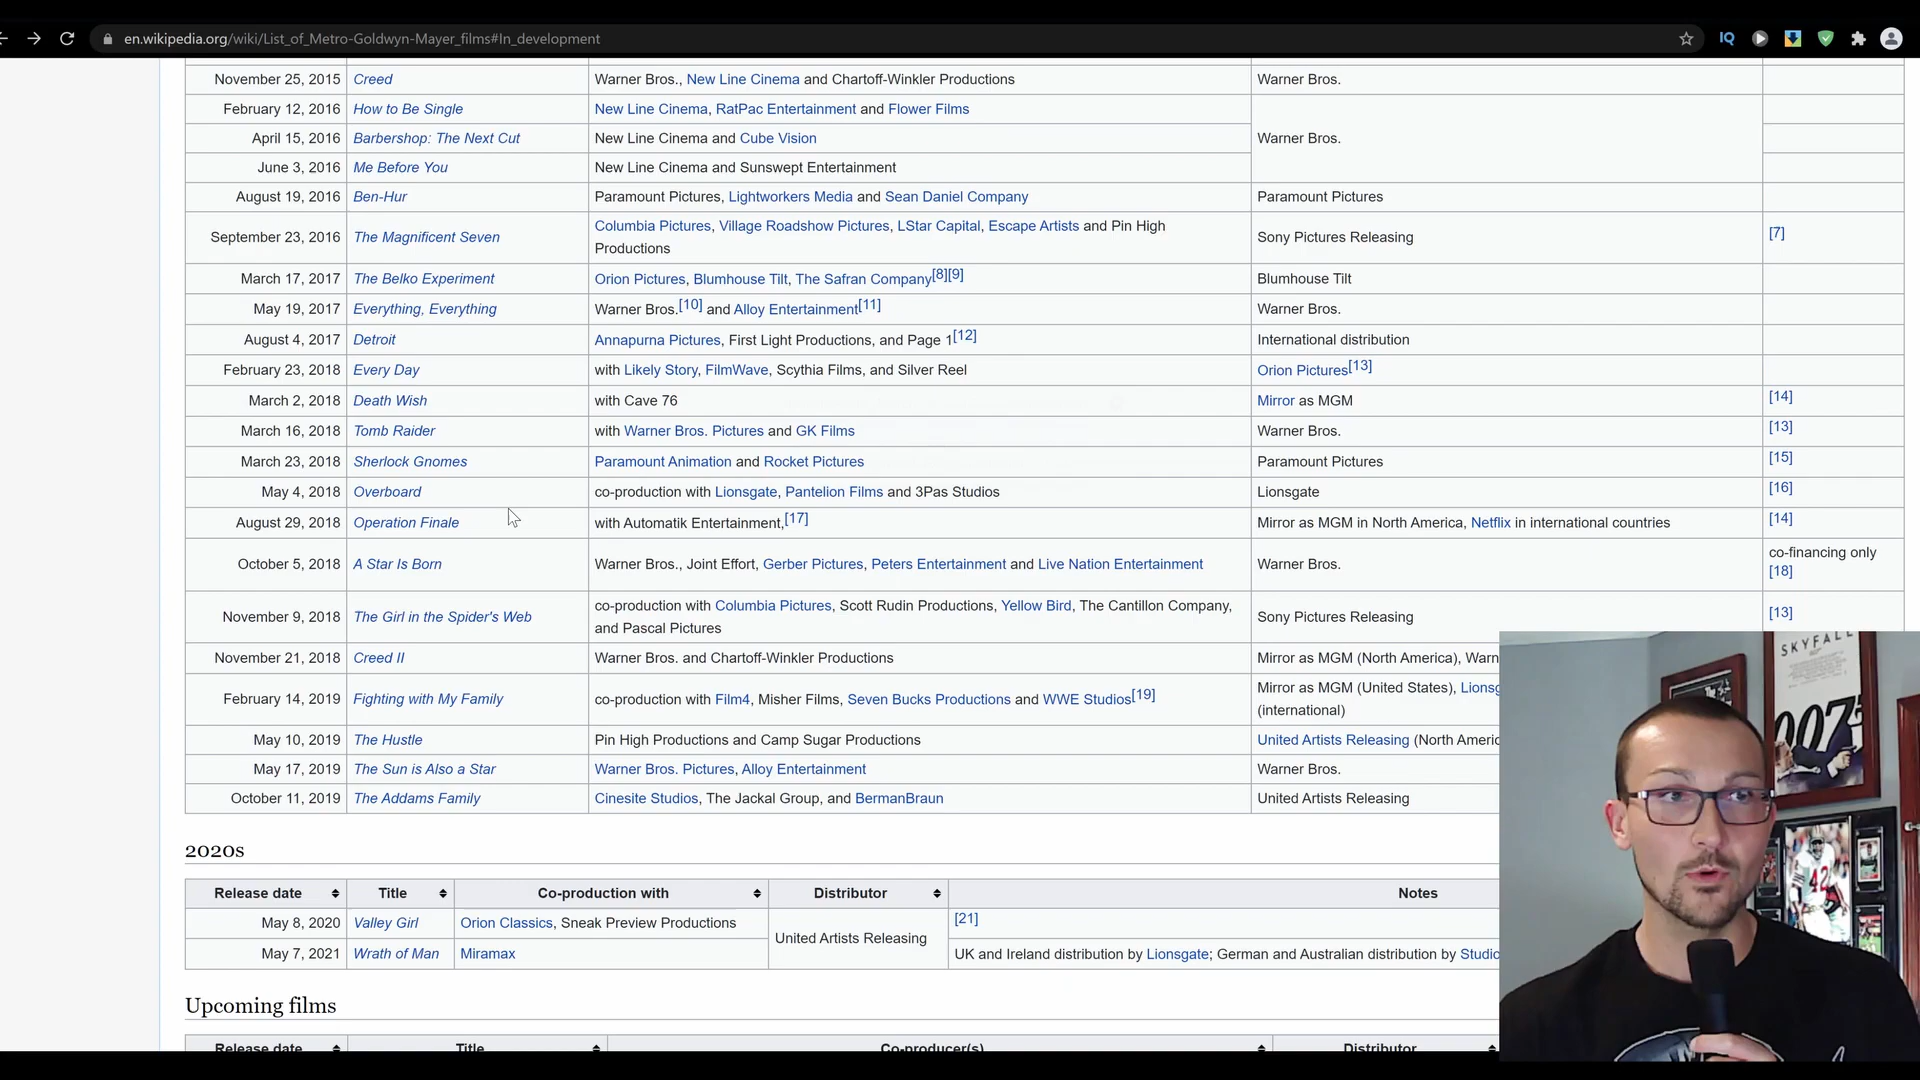 en.wikipedia.org/wiki/List_of_Metro-Goldwyn-Mayer_films#In_development
IQ
November 25, 2015 Creed Warner Bros., New Line Cinema and Chartoff-Winkler Productions Warner Bros.
February 12, 2016 How to Be Single New Line Cinema, RatPac Entertainment and Flower Films
April 15, 2016 Barbershop: The Next Cut New Line Cinema and Cube Vision Warner Bros.
June 3, 2016 Me Before You New Line Cinema and Sunswept Entertainment
August 19, 2016 Ben-Hur Paramount Pictures, Lightworkers Media and Sean Daniel Company Paramount Pictures
September 23, 2016 The Magnificent Seven Columbia Pictures, Village Roadshow Pictures, LStar Capital, Escape Artists and Pin High Sony Pictures Releasing [7]
Productions
March 17, 2017 The Belko Experiment Orion Pictures, Blumhouse Tilt, The Safran Company[8][9] Blumhouse Tilt
May 19, 2017 Everything, Everything Warner Bros.[10] and Alloy Entertainment[11] Warner Bros.
August 4, 2017 Detroit Annapurna Pictures, First Light Productions, and Page 1[12] International distribution
February 23, 2018 Every Day with Likely Story, FilmWave, Scythia Films, and Silver Reel Orion Pictures[13]
March 2, 2018 Death Wish with Cave 76 Mirror as MGM [14]
March 16, 2018 Tomb Raider with Warner Bros. Pictures and GK Films Warner Bros. [13]
March 23, 2018 Sherlock Gnomes Paramount Animation and Rocket Pictures Paramount Pictures [15]
May 4, 2018 Overboard co-production with Lionsgate, Pantelion Films and 3Pas Studios Lionsgate [16]
August 29, 2018 Operation Finale with Automatik Entertainment,[17] Mirror as MGM in North America, Netflix in international countries [14]
October 5, 2018 A Star Is Born Warner Bros., Joint Effort, Gerber Pictures, Peters Entertainment and Live Nation Entertainment Warner Bros. co-financing only
[18]
November 9, 2018 The Girl in the Spider's Web co-production with Columbia Pictures, Scott Rudin Productions, Yellow Bird, The Cantillon Company, Sony Pictures Releasing [13]
and Pascal Pictures
November 21, 2018 Creed II Warner Bros. and Chartoff-Winkler Productions Mirror as MGM (North America), Warn
February 14, 2019 Fighting with My Family co-production with Film4, Misher Films, Seven Bucks Productions and WWE Studios[19] Mirror as MGM (United States), Lionsg
(international)
May 10, 2019 The Hustle Pin High Productions and Camp Sugar Productions United Artists Releasing (North Americ
May 17, 2019 The Sun is Also a Star Warner Bros. Pictures, Alloy Entertainment Warner Bros.
October 11, 2019 The Addams Family Cinesite Studios, The Jackal Group, and BermanBraun United Artists Releasing
2020s
Release date Title Co-production with Distributor Notes
May 8, 2020 Valley Girl Orion Classics, Sneak Preview Productions United Artists Releasing [21]
May 7, 2021 Wrath of Man Miramax UK and Ireland distribution by Lionsgate; German and Australian distribution by Studio
Upcoming films
Release date Title Co-producer(s) Distributor
SKYFALL
007
42